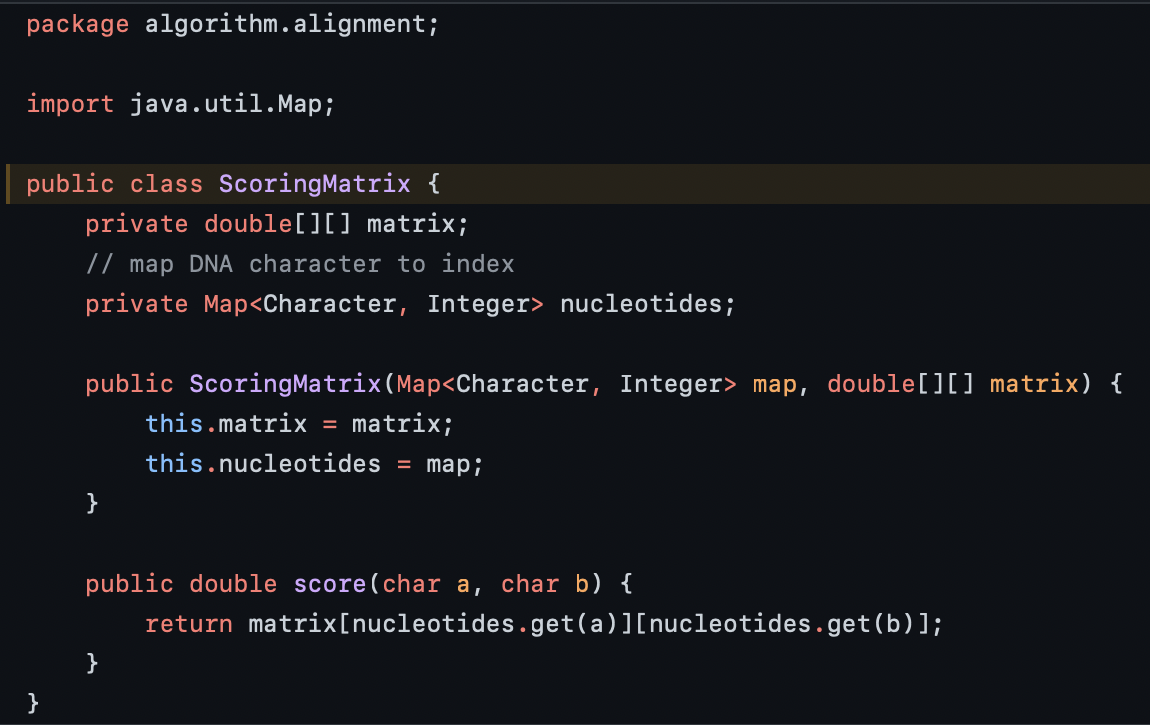 package algorithm.alignment;
import java.util.Map;
public class ScoringMatrix {
    private double[][] matrix;
    // map DNA character to index
    private Map<Character, Integer> nucleotides;
    public ScoringMatrix(Map<Character, Integer> map, double[][] matrix) {
        this.matrix = matrix;
        this.nucleotides = map;
    }
    public double score(char a, char b) {
        return matrix[nucleotides.get(a)][nucleotides.get(b)];
    }
}